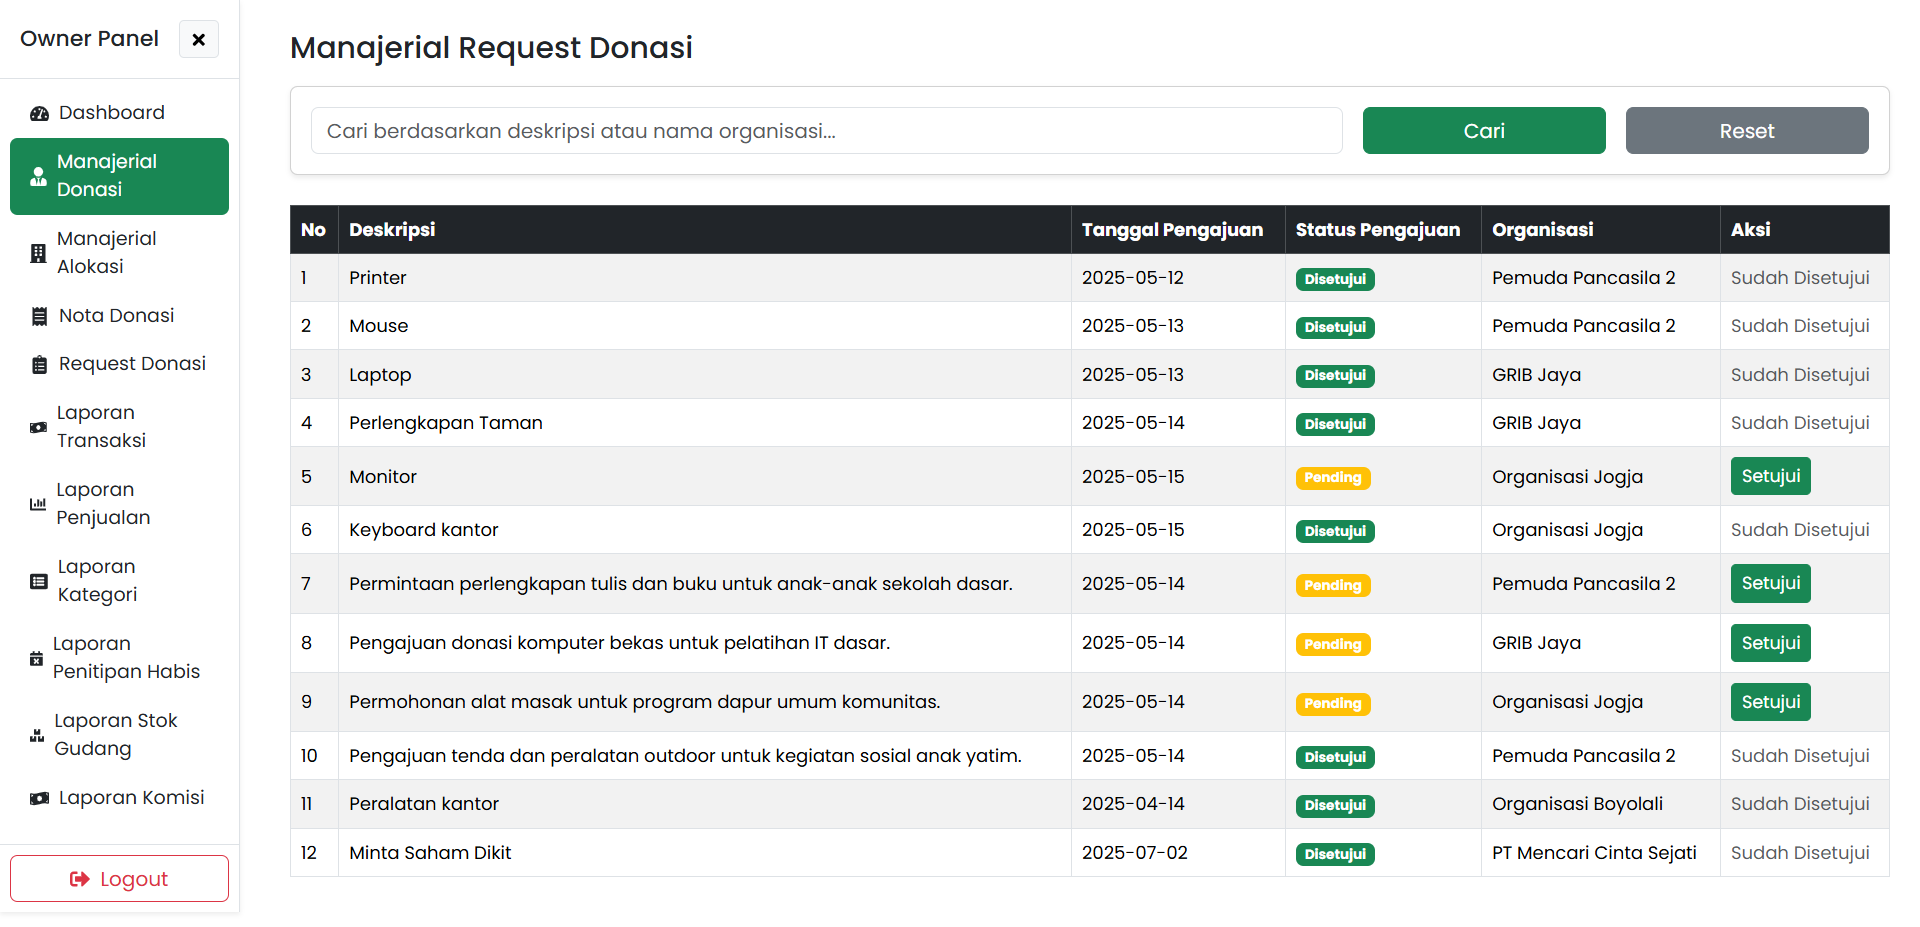 Owner Panel
Dashboard
Manajerial
Donasi
Manajerial
Alokasi
Nota Donasi
Request Donasi
Laporan
Transaksi
Laporan
Penjualan
Laporan
Kategori
Laporan
Penitipan Habis
Laporan Stok
Gudang
Laporan Komisi
Logout
Manajerial Request Donasi
Cari berdasarkan deskripsi atau nama organisasi... Cari Reset
No Deskripsi Tanggal Pengajuan Status Pengajuan Organisasi Aksi
1 Printer 2025-05-12 Disetujui Pemuda Pancasila 2 Sudah Disetujui
2 Mouse 2025-05-13 Disetujui Pemuda Pancasila 2 Sudah Disetujui
3 Laptop 2025-05-13 Disetujui GRIB Jaya Sudah Disetujui
4 Perlengkapan Taman 2025-05-14 Disetujui GRIB Jaya Sudah Disetujui
5 Monitor 2025-05-15 Pending Organisasi Jogja Setujui
6 Keyboard kantor 2025-05-15 Disetujui Organisasi Jogja Sudah Disetujui
7 Permintaan perlengkapan tulis dan buku untuk anak-anak sekolah dasar. 2025-05-14 Pending Pemuda Pancasila 2 Setujui
8 Pengajuan donasi komputer bekas untuk pelatihan IT dasar. 2025-05-14 Pending GRIB Jaya Setujui
9 Permohonan alat masak untuk program dapur umum komunitas. 2025-05-14 Pending Organisasi Jogja Setujui
10 Pengajuan tenda dan peralatan outdoor untuk kegiatan sosial anak yatim. 2025-05-14 Disetujui Pemuda Pancasila 2 Sudah Disetujui
11 Peralatan kantor 2025-04-14 Disetujui Organisasi Boyolali Sudah Disetujui
12 Minta Saham Dikit 2025-07-02 Disetujui PT Mencari Cinta Sejati Sudah Disetujui